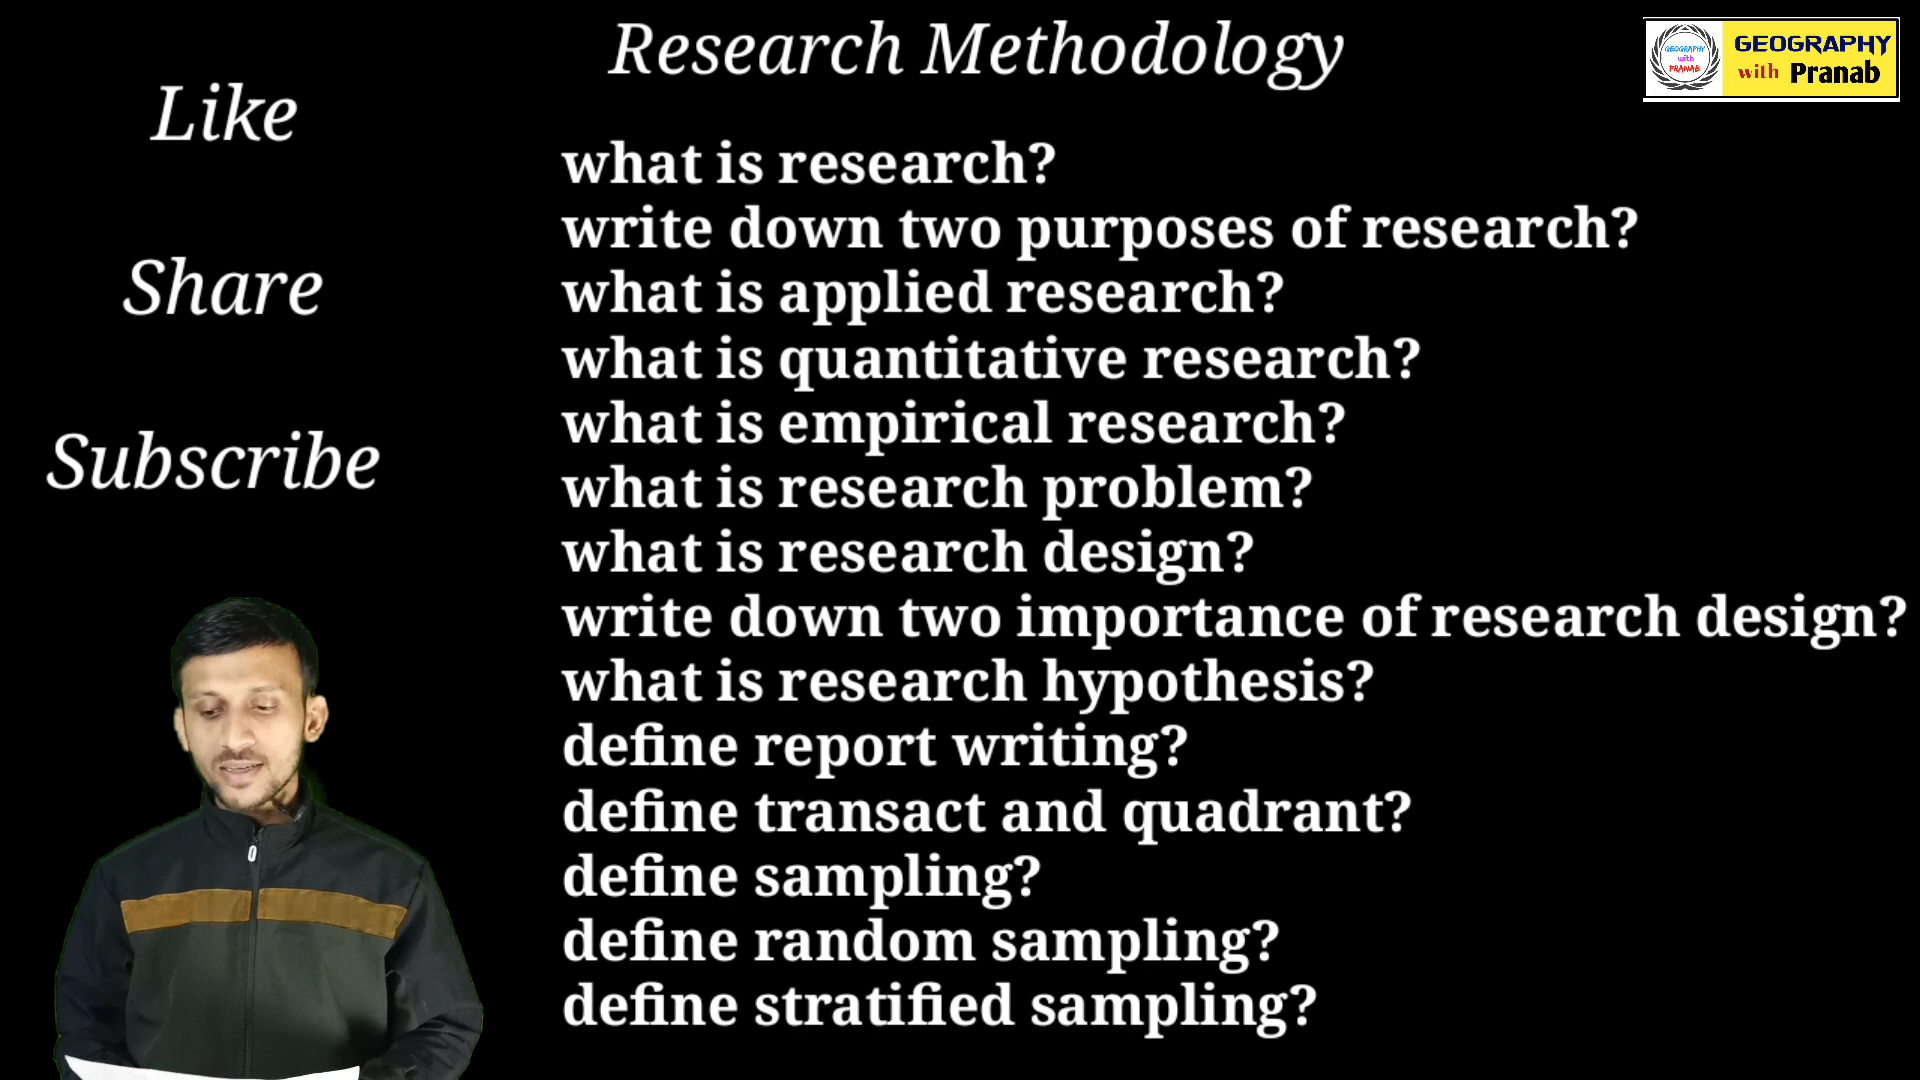 Research Methodology
GEOGRAPHY
with
PRANAB
GEOGRAPHY
with Pranab
Like
Share
Subscribe
what is research?
write down two purposes of research?
what is applied research?
what is quantitative research?
what is empirical research?
what is research problem?
what is research design?
write down two importance of research design?
what is research hypothesis?
define report writing?
define transact and quadrant?
define sampling?
define random sampling?
define stratified sampling?